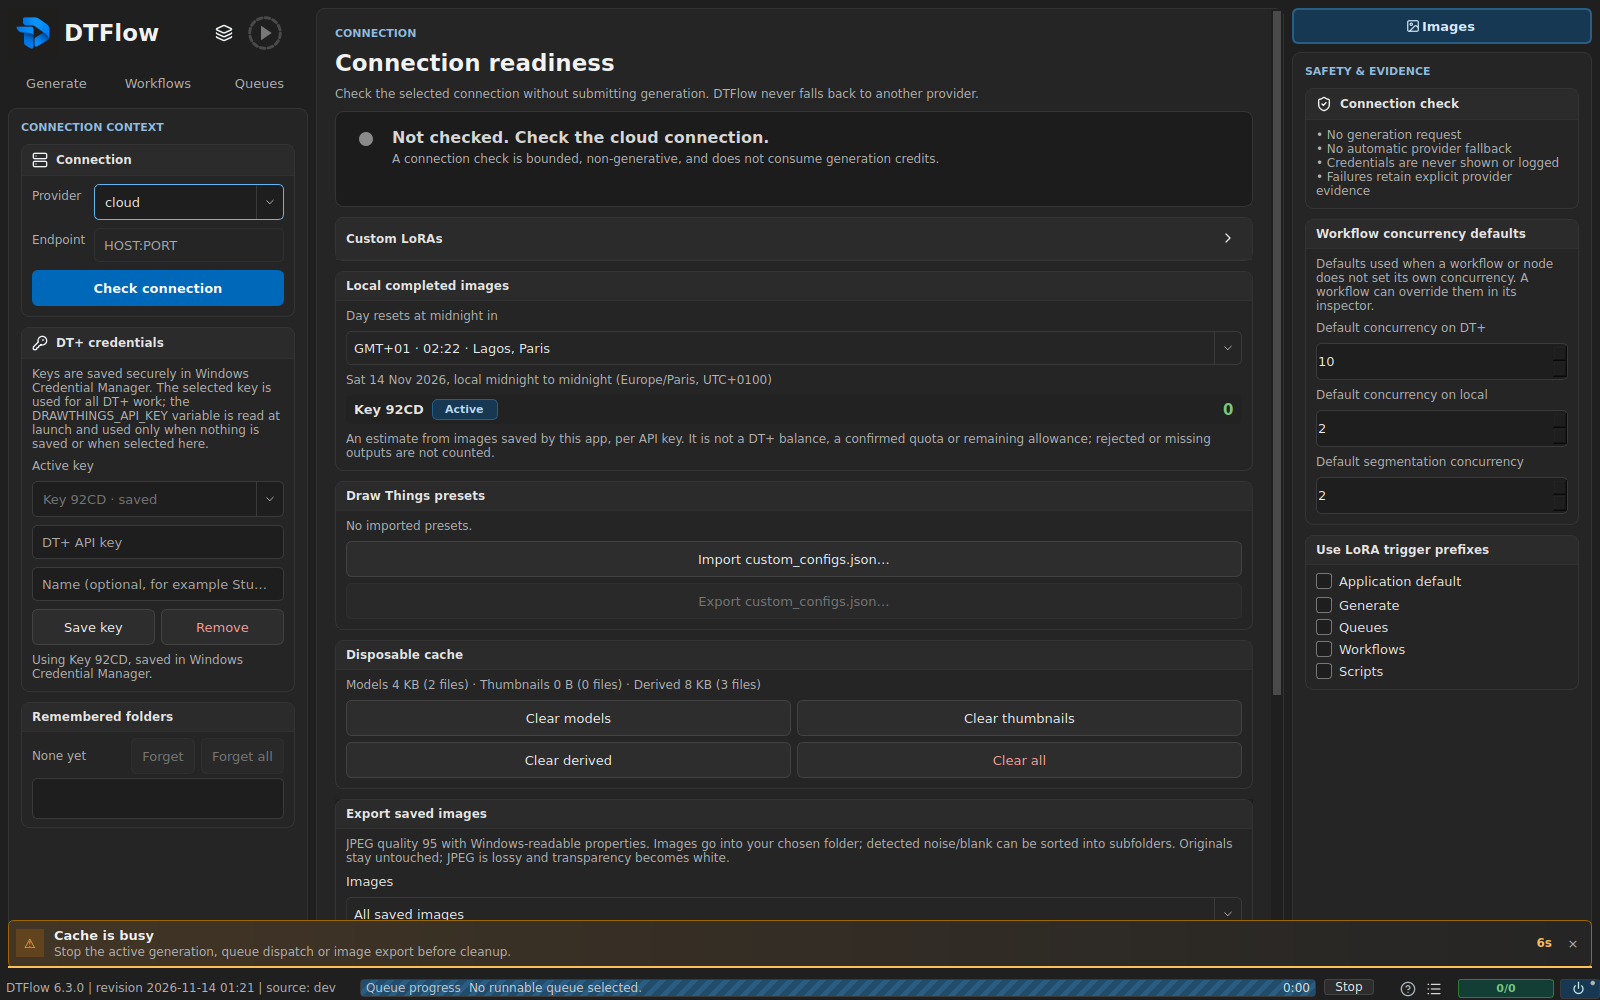 DTFlow
Generate
Workflows
Queues
CONNECTION CONTEXT
Connection
Provider
cloud
Endpoint
HOST:PORT
Check connection
DT+ credentials
Keys are saved securely in Windows
Credential Manager. The selected key is
used for all DT+ work; the
DRAWTHINGS_API_KEY variable is read at
launch and used only when nothing is
saved or when selected here.
Active key
Key 92CD · saved
DT+ API key
Name (optional, for example Stu...
Save key
Remove
Using Key 92CD, saved in Windows
Credential Manager.
Remembered folders
None yet
Forget
Forget all
CONNECTION
Connection readiness
Check the selected connection without submitting generation. DTFlow never falls back to another provider.
Not checked. Check the cloud connection.
A connection check is bounded, non-generative, and does not consume generation credits.
Custom LoRAs
Local completed images
Day resets at midnight in
GMT+01 · 02:22 · Lagos, Paris
Sat 14 Nov 2026, local midnight to midnight (Europe/Paris, UTC+0100)
Key 92CD
Active
0
An estimate from images saved by this app, per API key. It is not a DT+ balance, a confirmed quota or remaining allowance; rejected or missing
outputs are not counted.
Draw Things presets
No imported presets.
Import custom_configs.json...
Export custom_configs.json...
Disposable cache
Models 4 KB (2 files) · Thumbnails 0 B (0 files) · Derived 8 KB (3 files)
Clear models
Clear thumbnails
Clear derived
Clear all
Export saved images
JPEG quality 95 with Windows-readable properties. Images go into your chosen folder; detected noise/blank can be sorted into subfolders. Originals
stay untouched; JPEG is lossy and transparency becomes white.
Images
All saved images
Images
SAFETY & EVIDENCE
Connection check
• No generation request
• No automatic provider fallback
• Credentials are never shown or logged
• Failures retain explicit provider
evidence
Workflow concurrency defaults
Defaults used when a workflow or node
does not set its own concurrency. A
workflow can override them in its
inspector.
Default concurrency on DT+
10
Default concurrency on local
2
Default segmentation concurrency
2
Use LoRA trigger prefixes
Application default
Generate
Queues
Workflows
Scripts
Cache is busy
Stop the active generation, queue dispatch or image export before cleanup.
6s
DTFlow 6.3.0 | revision 2026-11-14 01:21 | source: dev
Queue progress No runnable queue selected.
0:00
Stop
0/0